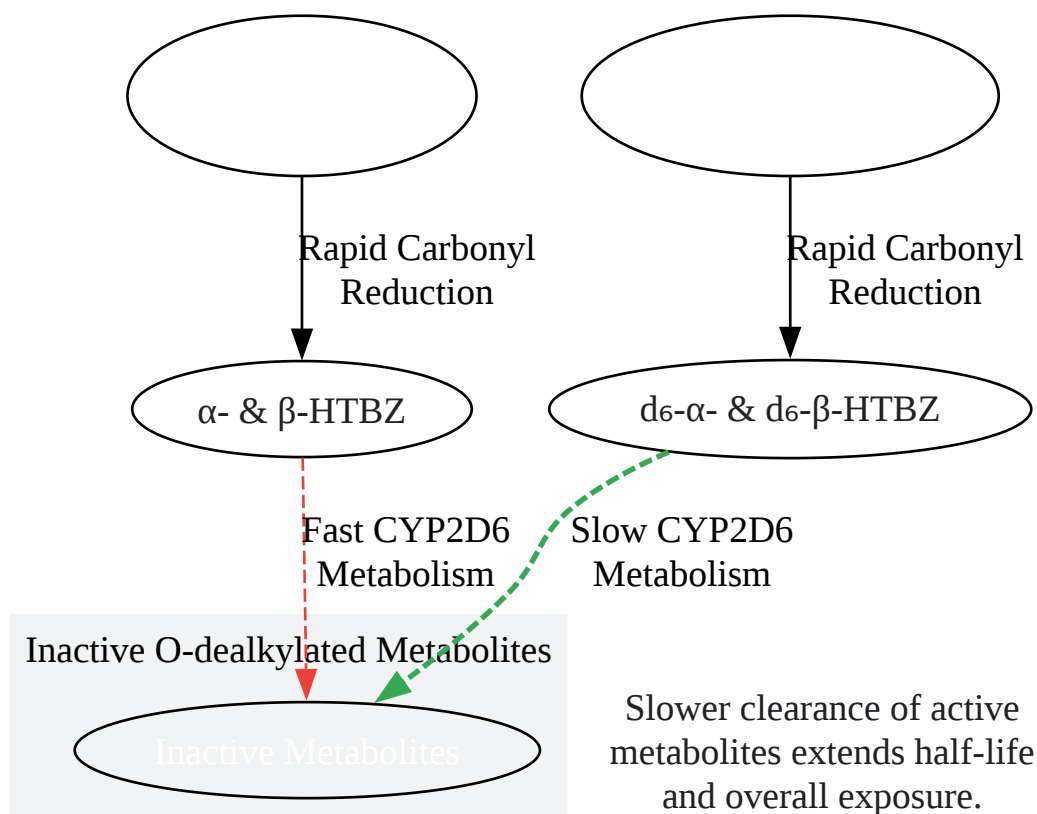 Rapid Carbonyl
Reduction
Rapid Carbonyl
Reduction
α- & β-HTBZ
d₆-α- & d₆-β-HTBZ
Fast CYP2D6
Metabolism
Slow CYP2D6
Metabolism
Inactive O-dealkylated Metabolites
Inactive Metabolites
Slower clearance of active
metabolites extends half-life
and overall exposure.